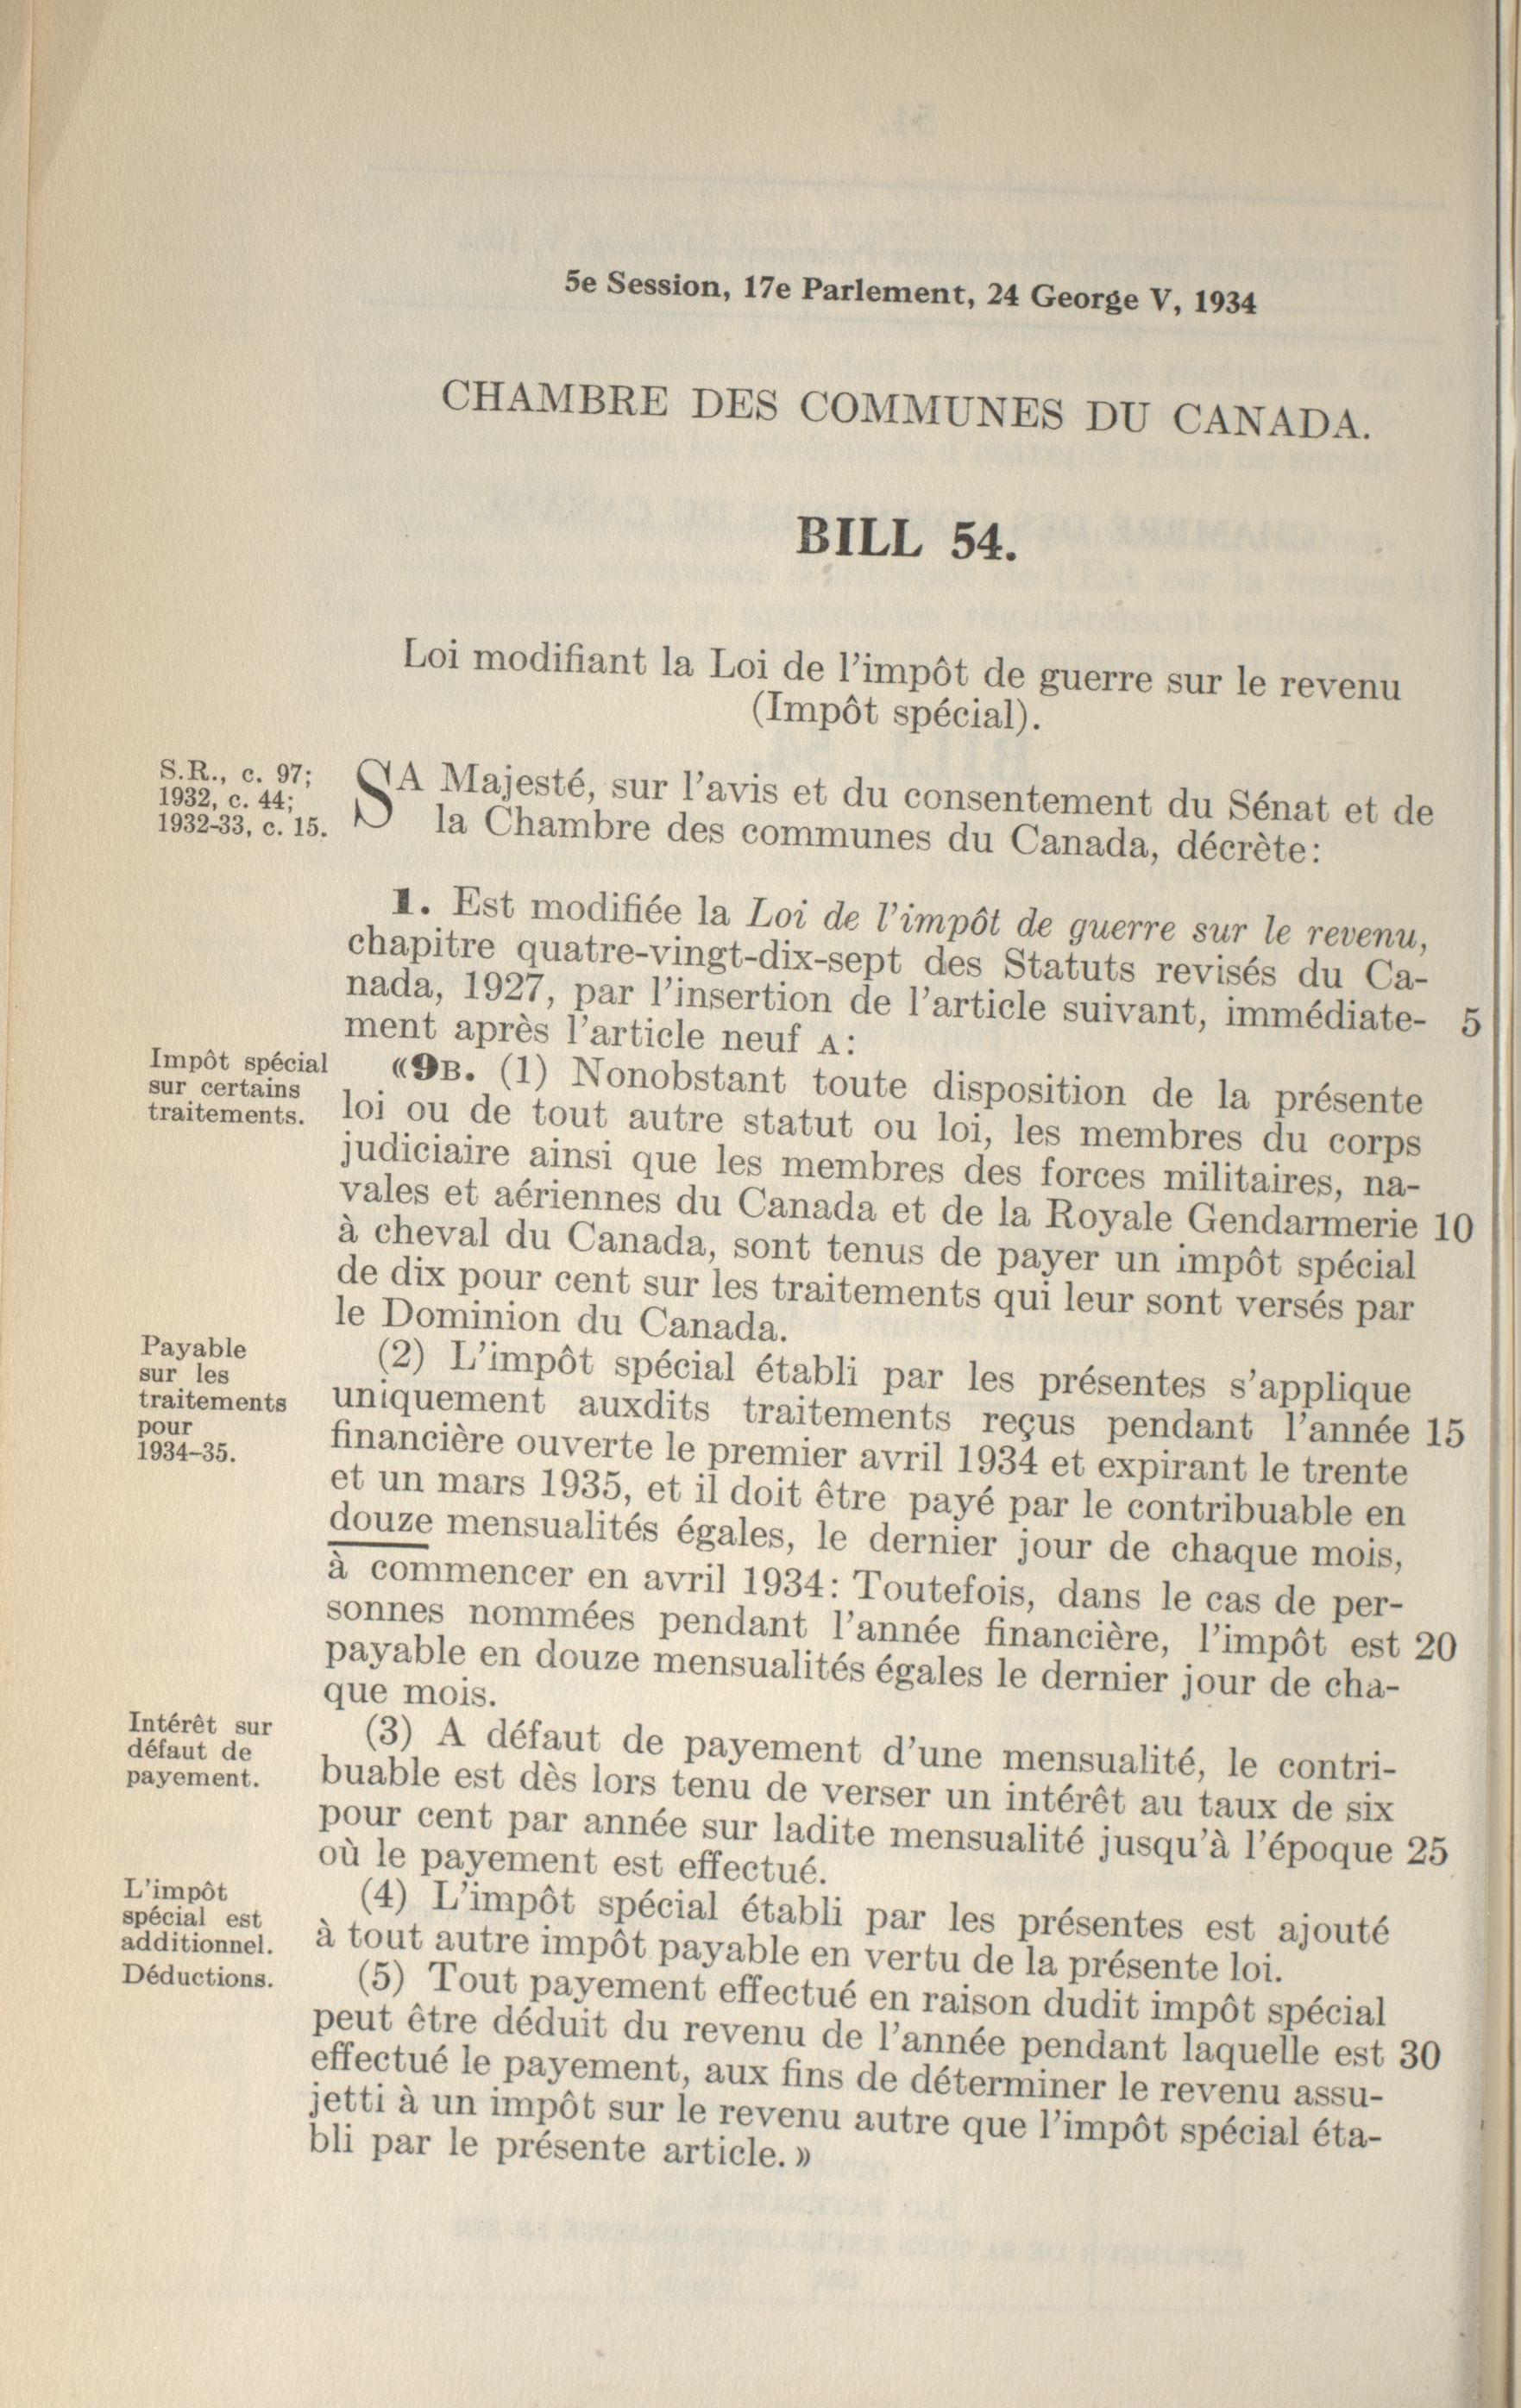 5e Session, 17e Parlement, 24 George V, 1934
CHAMBRE DES COMMUNES DU CANADA.
BILL 54.
Loi modifiant la Loi de l'impôt de guerre sur le revenu
(Impôt spécial).
S.R., c. 97;
1932, c. 44;
1932-33, c. 15.
SA Majesté, sur l'avis et du consentement du Sénat et de
la Chambre des communes du Canada, décrète:
1. Est modifiée la Loi de l'impôt de guerre sur le revenu,
chapitre quatre-vingt-dix-sept des Statuts revisés du Ca-
nada, 1927, par l'insertion de l'article suivant, immédiate- 5
ment après l'article neuf A:
Impôt spécial
sur certains
traitements.
«9B. (1) Nonobstant toute disposition de la présente
loi ou de tout autre statut ou loi, les membres du corps
judiciaire ainsi que les membres des forces militaires, na-
vales et aériennes du Canada et de la Royale Gendarmerie 10
à cheval du Canada, sont tenus de payer un impôt spécial
de dix pour cent sur les traitements qui leur sont versés par
le Dominion du Canada.
Payable
sur les
traitements
pour
1934-35.
(2) L'impôt spécial établi par les présentes s'applique
uniquement auxdits traitements reçus pendant l'année 15
financière ouverte le premier avril 1934 et expirant le trente
et un mars 1935, et il doit être payé par le contribuable en
douze mensualités égales, le dernier jour de chaque mois,
à commencer en avril 1934: Toutefois, dans le cas de per-
sonnes nommées pendant l'année financière, l'impôt est 20
payable en douze mensualités égales le dernier jour de cha-
que mois.
Intérêt sur
défaut de
payement.
(3) A défaut de payement d'une mensualité, le contri-
buable est dès lors tenu de verser un intérêt au taux de six
pour cent par année sur ladite mensualité jusqu'à l'époque 25
où le payement est effectué.
L'impôt
spécial est
additionnel.
(4) L'impôt spécial établi par les présentes est ajouté
à tout autre impôt payable en vertu de la présente loi.
Déductions.
(5) Tout payement effectué en raison dudit impôt spécial
peut être déduit du revenu de l'année pendant laquelle est 30
effectué le payement, aux fins de déterminer le revenu assu-
jetti à un impôt sur le revenu autre que l'impôt spécial éta-
bli par le présente article.»